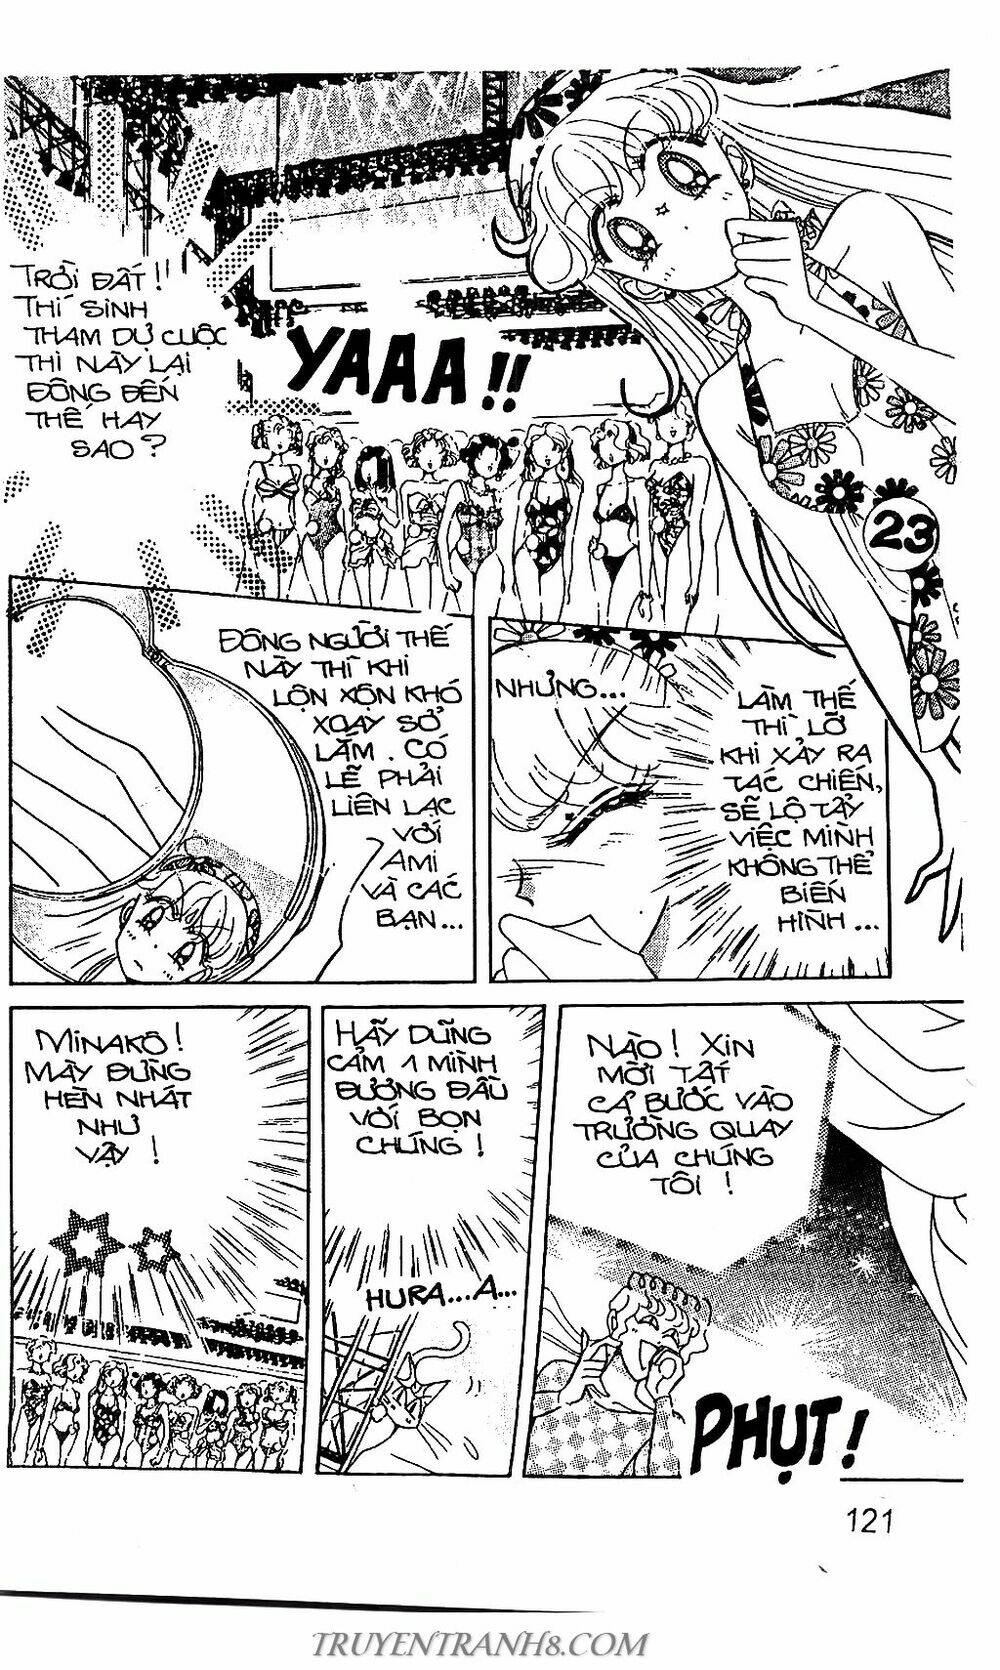 TRỜI ĐẤT!!
THÍ SINH
THAM DỰ CUỘC
THI NÀY LẠI
ĐÔNG ĐẾN
THẾ HAY
SAO?
YAAA!!
23
ĐÔNG NGƯỜI THẾ
NÀY THÌ KHI
LỘN XỘN KHÓ
XOAY SỞ
LẮM. CÓ
LẼ PHẢI
LIÊN LẠC
VỚI
AMI
VÀ CÁC
BẠN...
NHƯNG...
LÀM THẾ
THÌ LỠ
KHI XẢY RA
TÁC CHIẾN,
SẼ LỘ TẨY
VIỆC MÌNH
KHÔNG THỂ
BIẾN
HÌNH...
MINAKÔ!
MÀY ĐỪNG
HÈN NHÁT
NHƯ
VẬY!
HÃY DŨNG
CẢM 1 MÌNH
ĐƯƠNG ĐẦU
VỚI BỌN
CHÚNG!
HURA...A...
NÀO! XIN
MỜI TẤT
CẢ BƯỚC VÀO
TRƯỜNG QUAY
CỦA CHÚNG
TÔI!
PHỤT!
121
TRUYENTRANH8.COM